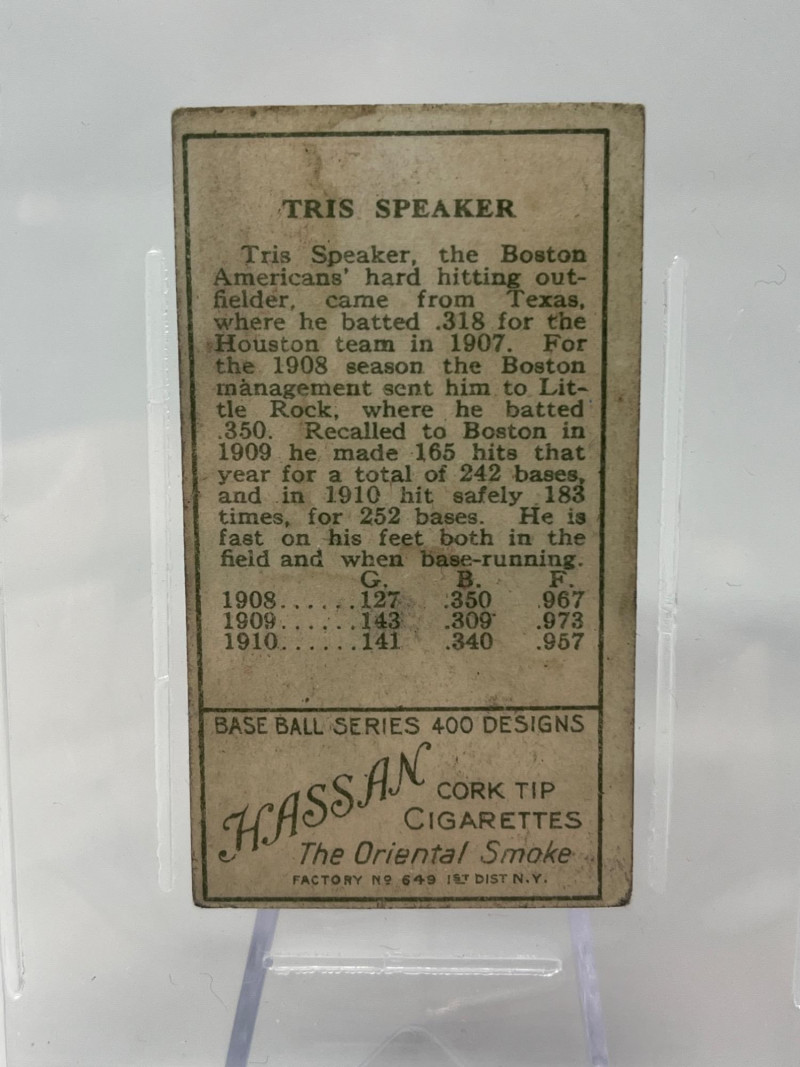 TRIS SPEAKER
Tris Speaker, the Boston
Americans' hard hitting out-
fielder, came from Texas,
where he batted .318 for the
Houston team in 1907. For
the 1908 season the Boston
management sent him to Lit-
tle Rock, where he batted
.350. Recalled to Boston in
1909 he made 165 hits that
year for a total of 242 bases,
and in 1910 hit safely 183
times, for 252 bases. He is
fast on his feet both in the
field and when base-running.
G. B. F.
1908......127 .350 .967
1909......143 .309 .973
1910......141 .340 .957
BASE BALL SERIES 400 DESIGNS
HASSAN CORK TIP
CIGARETTES
The Oriental Smoke
FACTORY Nº 649 1ST DIST N.Y.